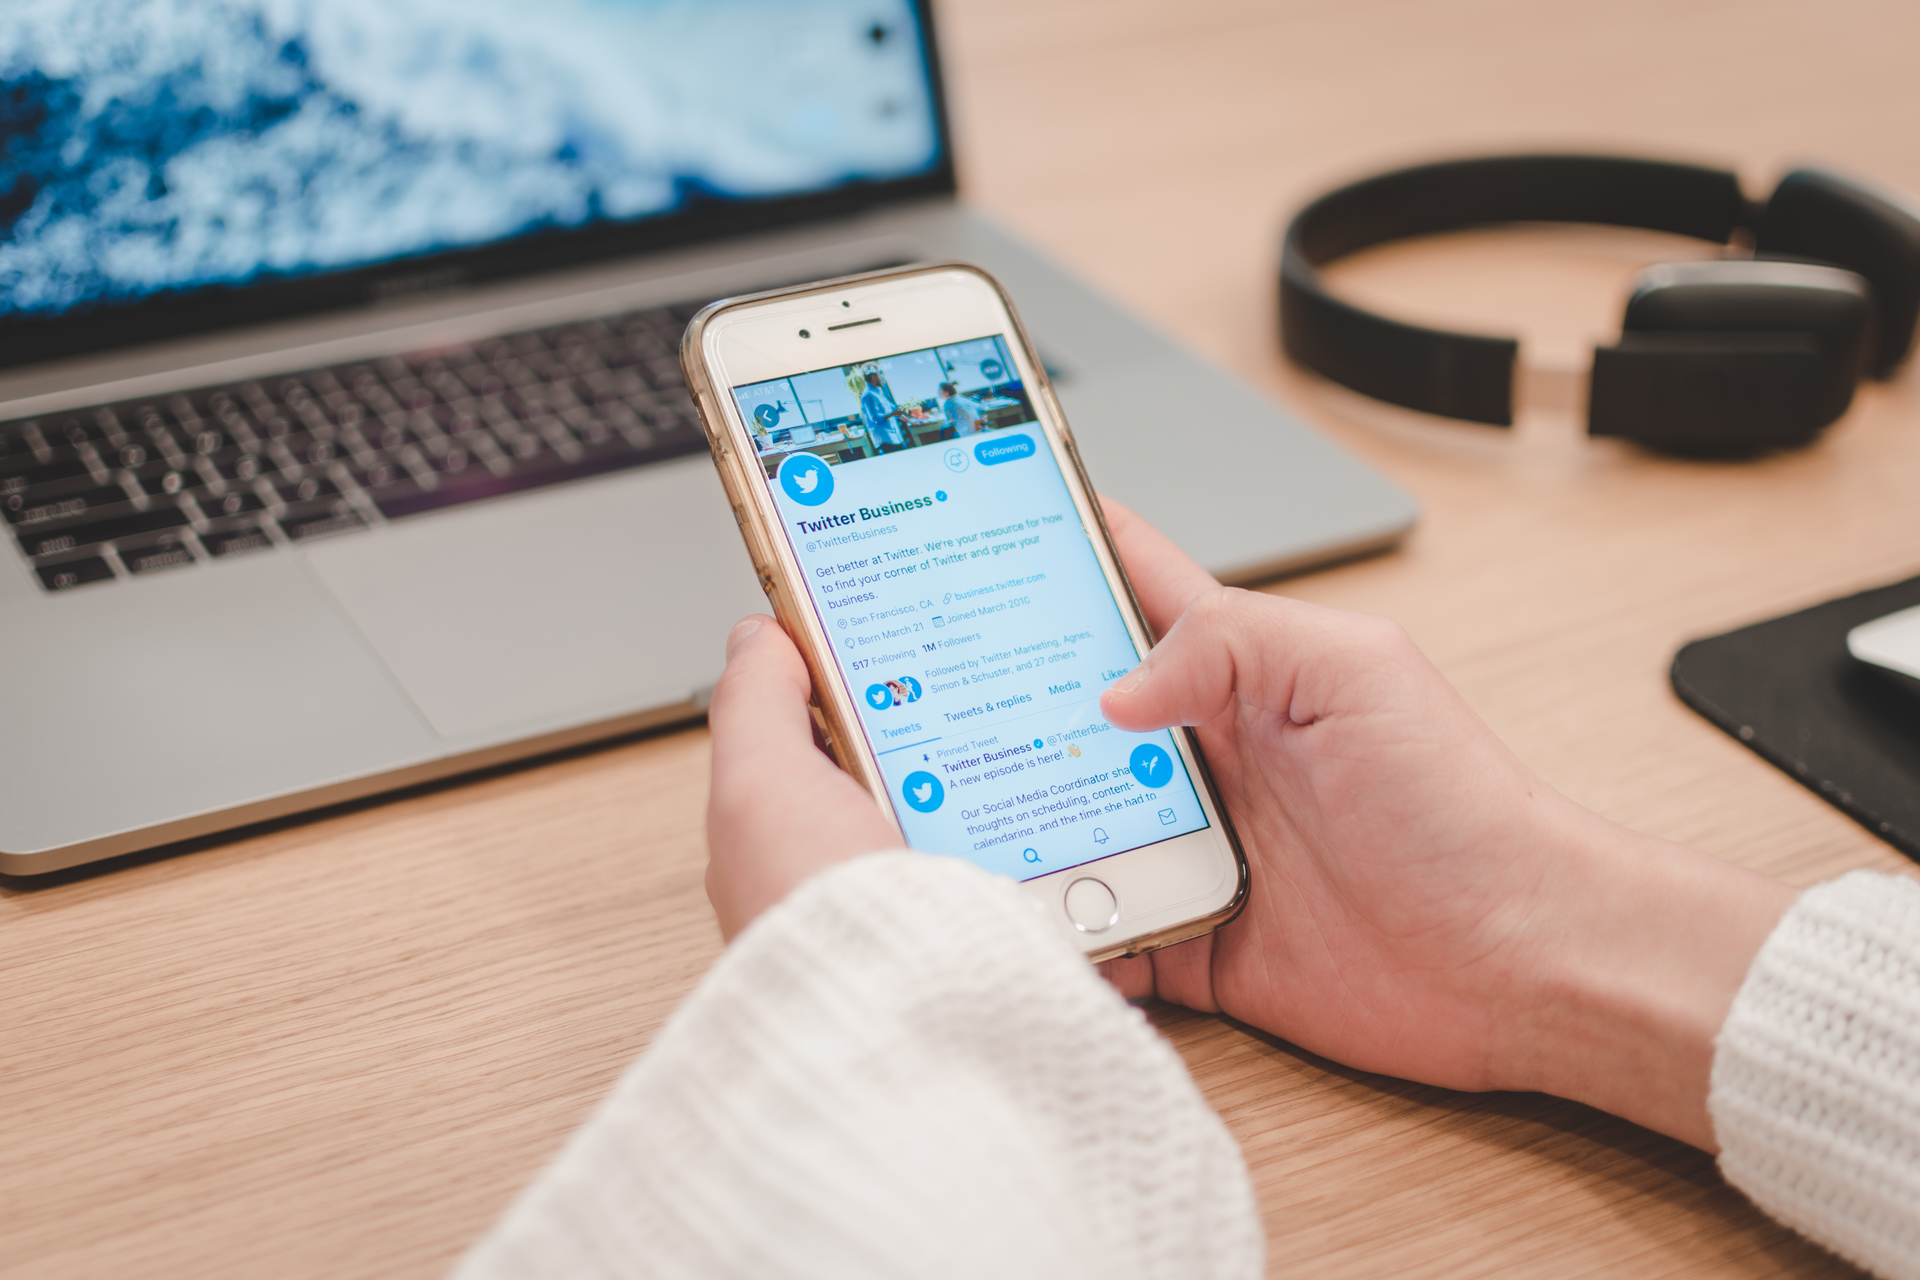 AT&T
Following
Twitter Business
@TwitterBusiness
Get better at Twitter. We're your resource for how
to find your corner of Twitter and grow your
business.
San Francisco, CA business.twitter.com
Born March 21 Joined March 2010
517 Following 1M Followers
Followed by Twitter Marketing, Agnes,
Simon & Schuster, and 27 others
Tweets Tweets & replies Media Likes
Pinned Tweet
Twitter Business @TwitterBus
A new episode is here! 👋
Our Social Media Coordinator sha
thoughts on scheduling, content-
calendaring, and the time she had to